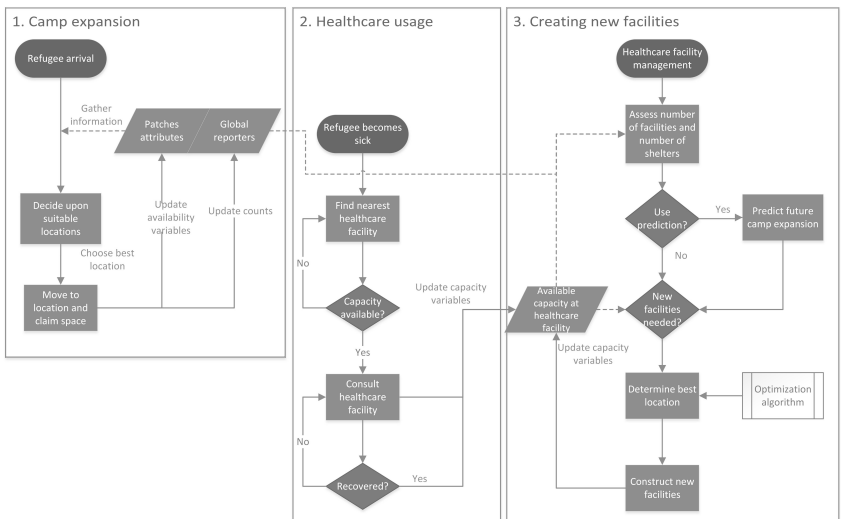 1. Camp expansion
Refugee arrival
Gather
information
Patches
attributes
Global
reporters
Decide upon
suitable
locations
Update
availability
variables
Update counts
Choose best
location
Move to
location and
claim space
2. Healthcare usage
Refugee becomes
sick
Find nearest
healthcare
facility
No
Capacity
available?
Update capacity
variables
Yes
Consult
healthcare
facility
No
Recovered?
Yes
3. Creating new facilities
Healthcare facility
management
Assess number
of facilities and
number of
shelters
Use
prediction?
Yes
Predict future
camp expansion
No
Available
capacity at
healthcare
facility
New
facilities
needed?
Update capacity
variables
Determine best
location
Optimization
algorithm
Construct new
facilities